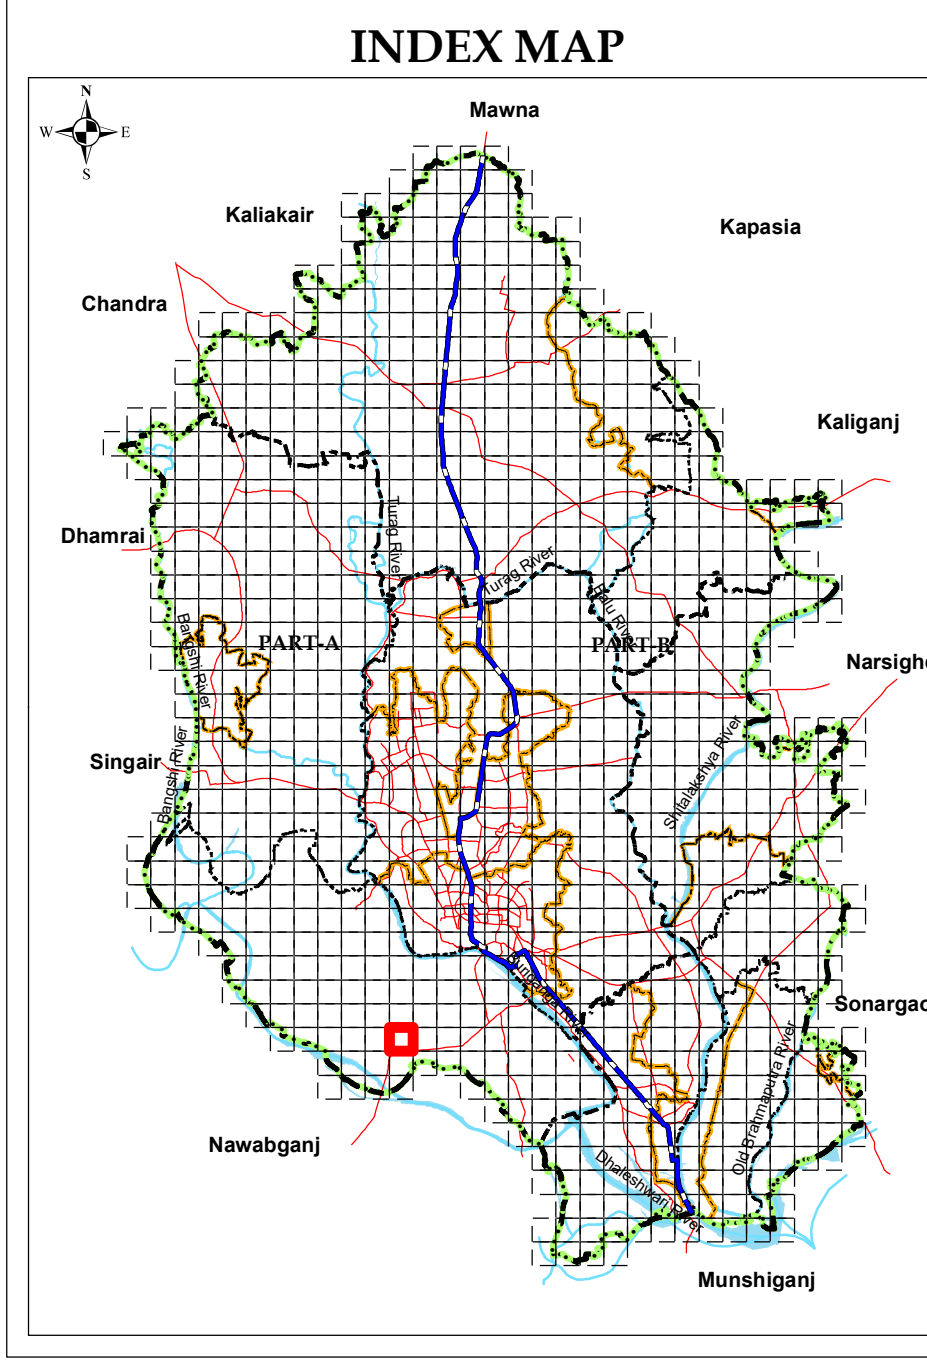 INDEX MAP
N
W
E
S
Mawna
Kaliakair
Kapasia
Chandra
Kaliganj
Dhamrai
Turag River
Turag River
Balu River
PART-A
PART-B
Bangshi River
Narsighd
Shitalakshya River
Singair
Bangshi River
Buriganga River
Sonargao
Old Brahmaputra River
Nawabganj
Dhaleshwari River
Munshiganj